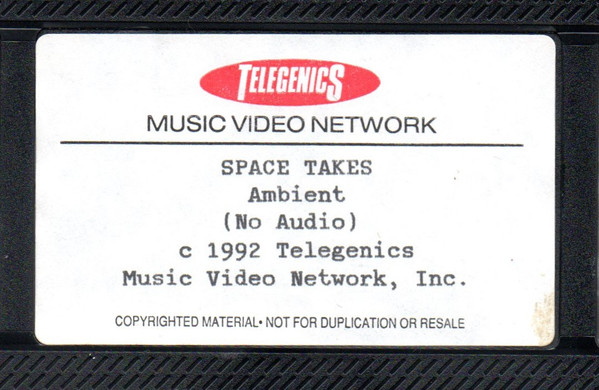 TELEGENICS
MUSIC VIDEO NETWORK
SPACE TAKES
Ambient
(No Audio)
c 1992 Telegenics
Music Video Network, Inc.
COPYRIGHTED MATERIAL• NOT FOR DUPLICATION OR RESALE